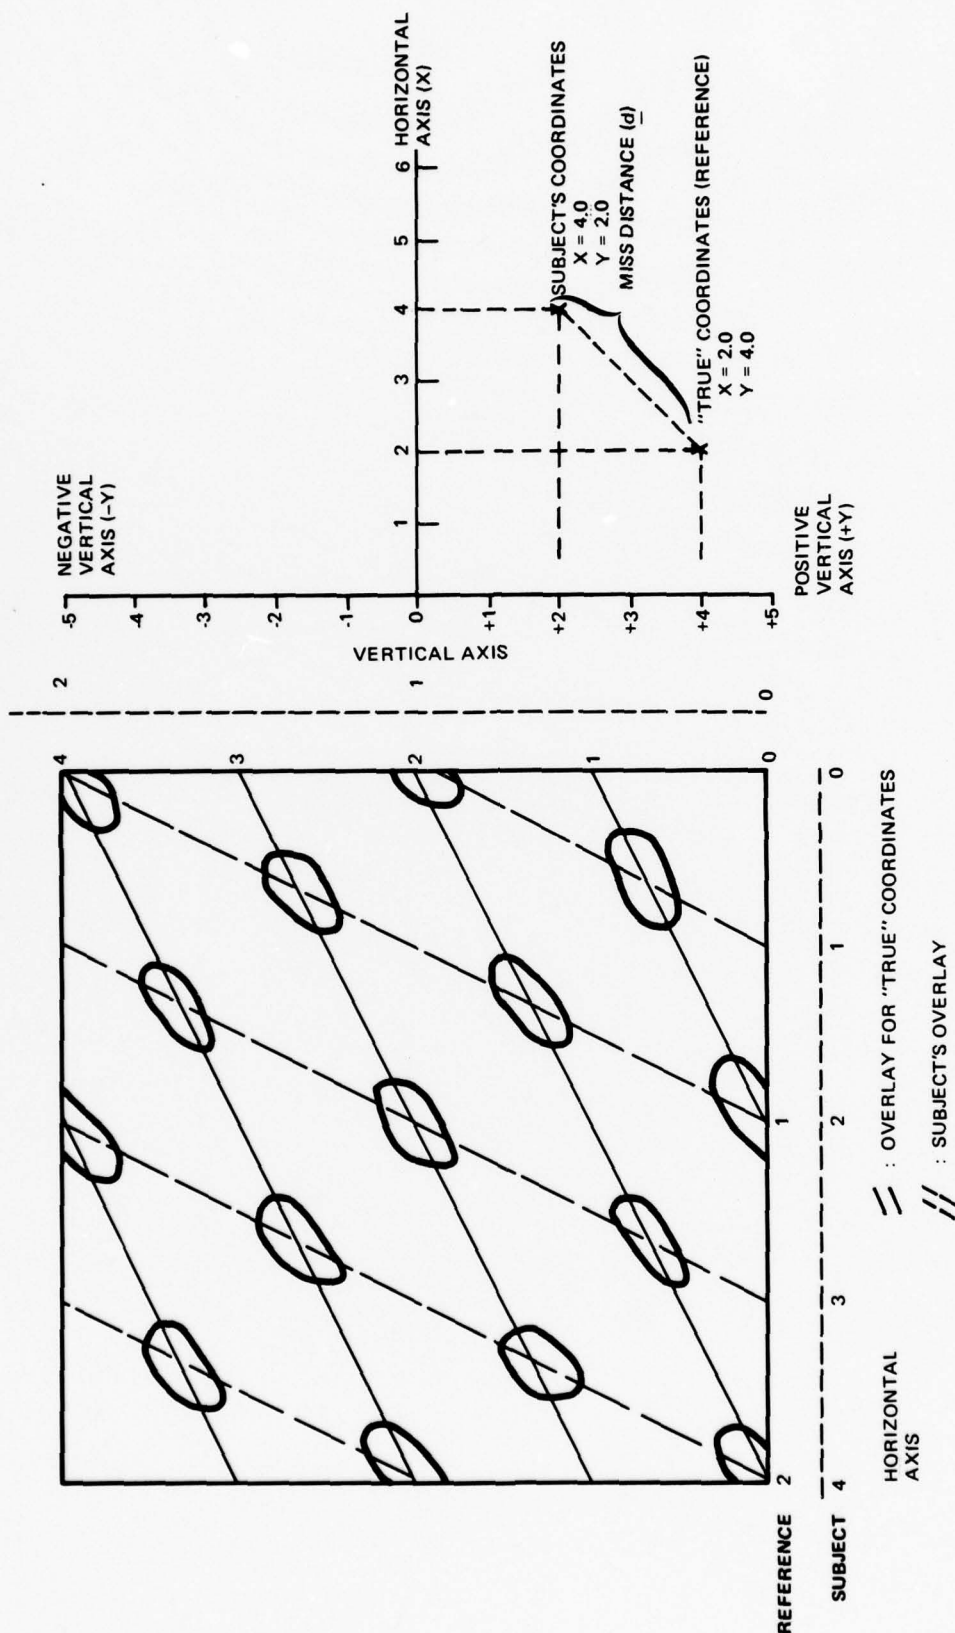 NEGATIVE
VERTICAL
AXIS (-Y)
-5
-4
-3
-2
-1
0
+1
+2
+3
+4
+5
VERTICAL AXIS
POSITIVE
VERTICAL
AXIS (+Y)
1
2
3
4
5
6
HORIZONTAL
AXIS (X)
SUBJECT'S COORDINATES
X = 4.0
Y = 2.0
MISS DISTANCE (d)
"TRUE" COORDINATES (REFERENCE)
X = 2.0
Y = 4.0
2
1
0
4
3
2
1
0
REFERENCE
2
1
SUBJECT
4
3
2
1
0
HORIZONTAL
AXIS
: OVERLAY FOR "TRUE" COORDINATES
: SUBJECT'S OVERLAY